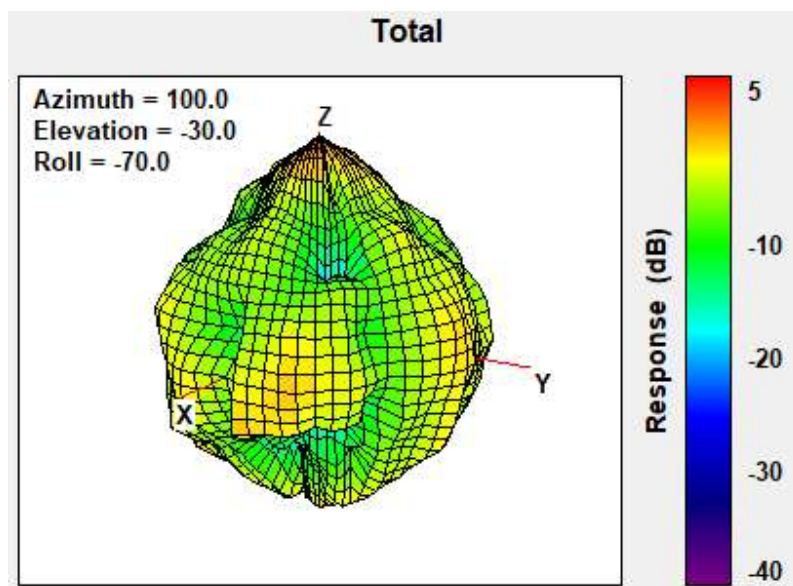 Total
Azimuth = 100.0
Elevation = -30.0
Roll = -70.0
Z
X
Y
Response (dB)
5
-10
-20
-30
-40